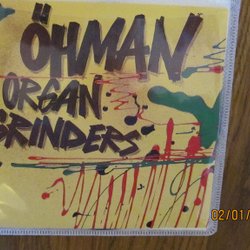 ÖHMAN
ORGAN
GRINDERS
02/01/